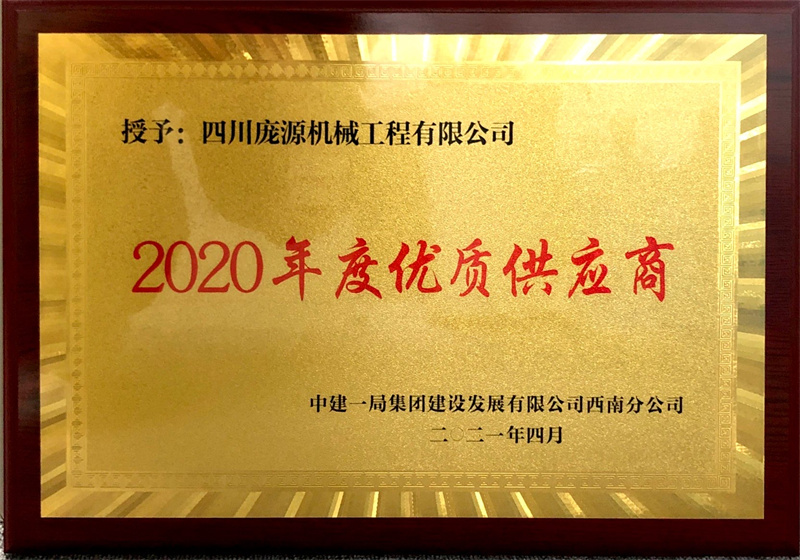 授予：四川庞源机械工程有限公司
2020年度优质供应商
中建一局集团建设发展有限公司西南分公司
二〇二一年四月